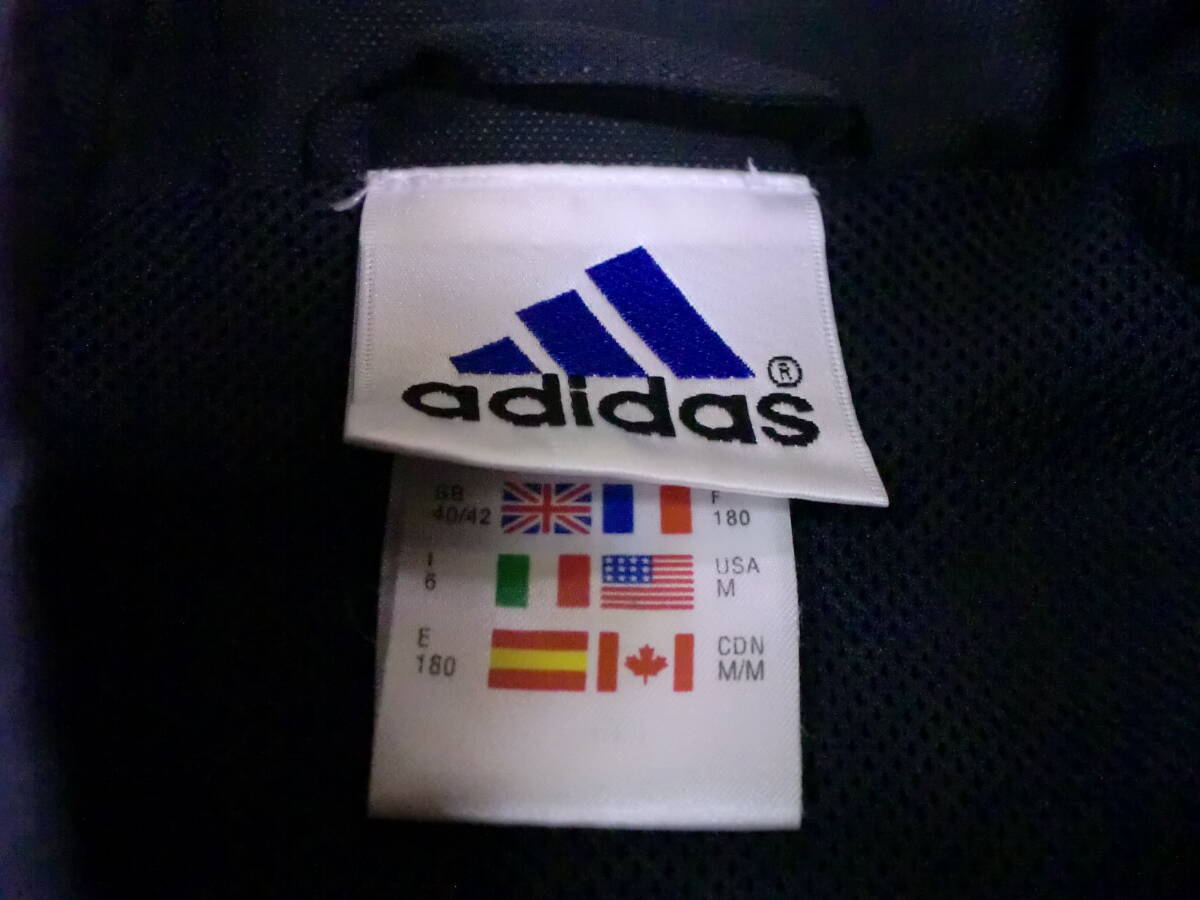 adidas ®
GB 40/42
F 180
I 6
USA M
E 180
CDN M/M